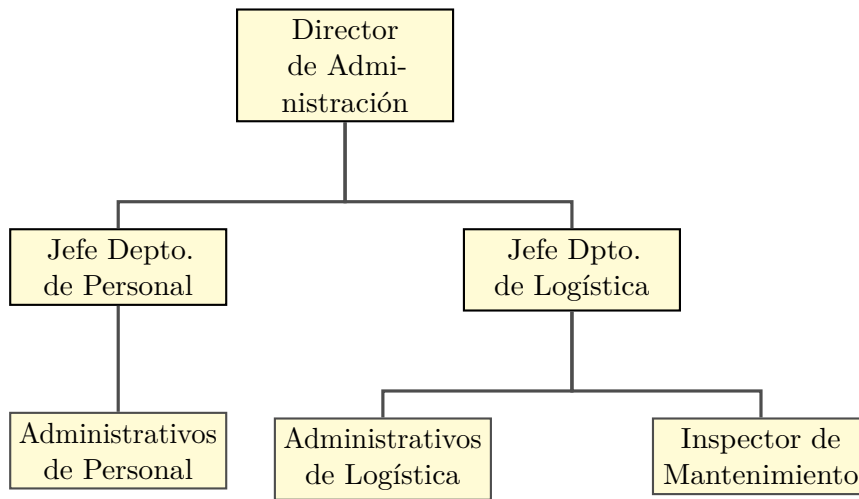 Director
de Admi-
nistración
Jefe Depto.
de Personal
Jefe Dpto.
de Logística
Administrativos
de Personal
Administrativos
de Logística
Inspector de
Mantenimiento